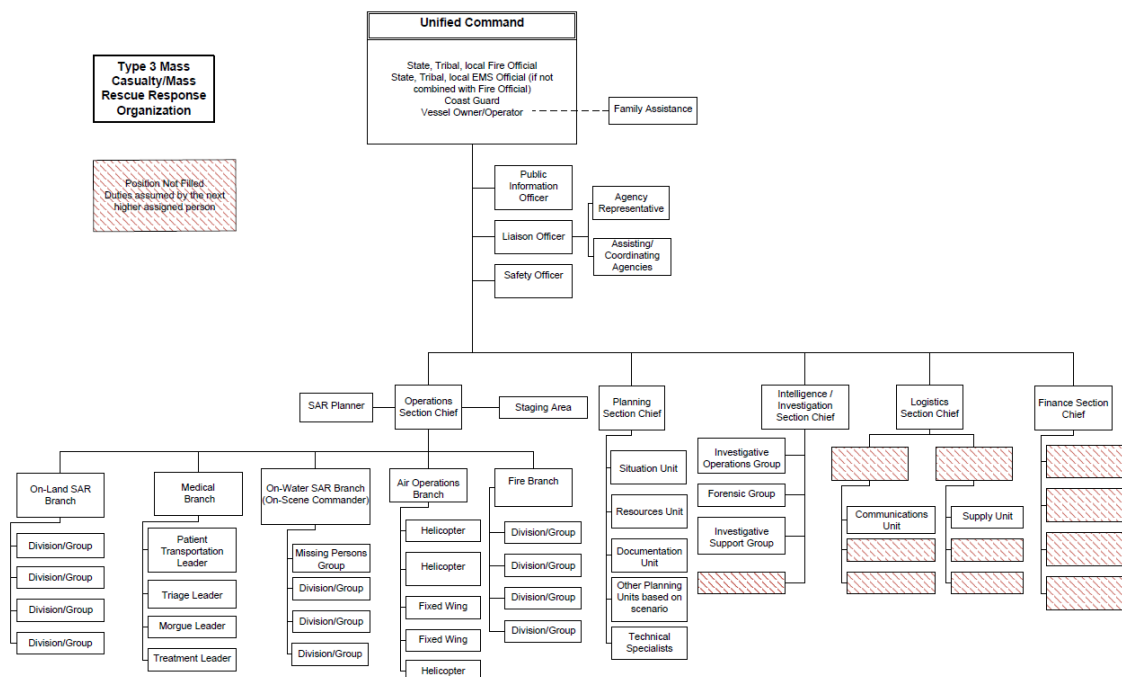 Unified Command
State, Tribal, local Fire Official
State, Tribal, local EMS Official (if not
combined with Fire Official)
Coast Guard
Vessel Owner/Operator
Family Assistance
Type 3 Mass
Casualty/Mass
Rescue Response
Organization
Position Not Filled
Duties assumed by the next
higher assigned person
Public
Information
Officer
Liaison Officer
Safety Officer
Agency
Representative
Assisting/
Coordinating
Agencies
SAR Planner
Operations
Section Chief
Staging Area
Planning
Section Chief
Intelligence /
Investigation
Section Chief
Logistics
Section Chief
Finance Section
Chief
On-Land SAR
Branch
Division/Group
Division/Group
Division/Group
Division/Group
Medical
Branch
Patient
Transportation
Leader
Triage Leader
Morgue Leader
Treatment Leader
On-Water SAR Branch
(On-Scene Commander)
Missing Persons
Group
Division/Group
Division/Group
Division/Group
Air Operations
Branch
Helicopter
Helicopter
Fixed Wing
Fixed Wing
Helicopter
Fire Branch
Division/Group
Division/Group
Division/Group
Division/Group
Situation Unit
Resources Unit
Documentation
Unit
Other Planning
Units based on
scenario
Technical
Specialists
Investigative
Operations Group
Forensic Group
Investigative
Support Group
Communications
Unit
Supply Unit